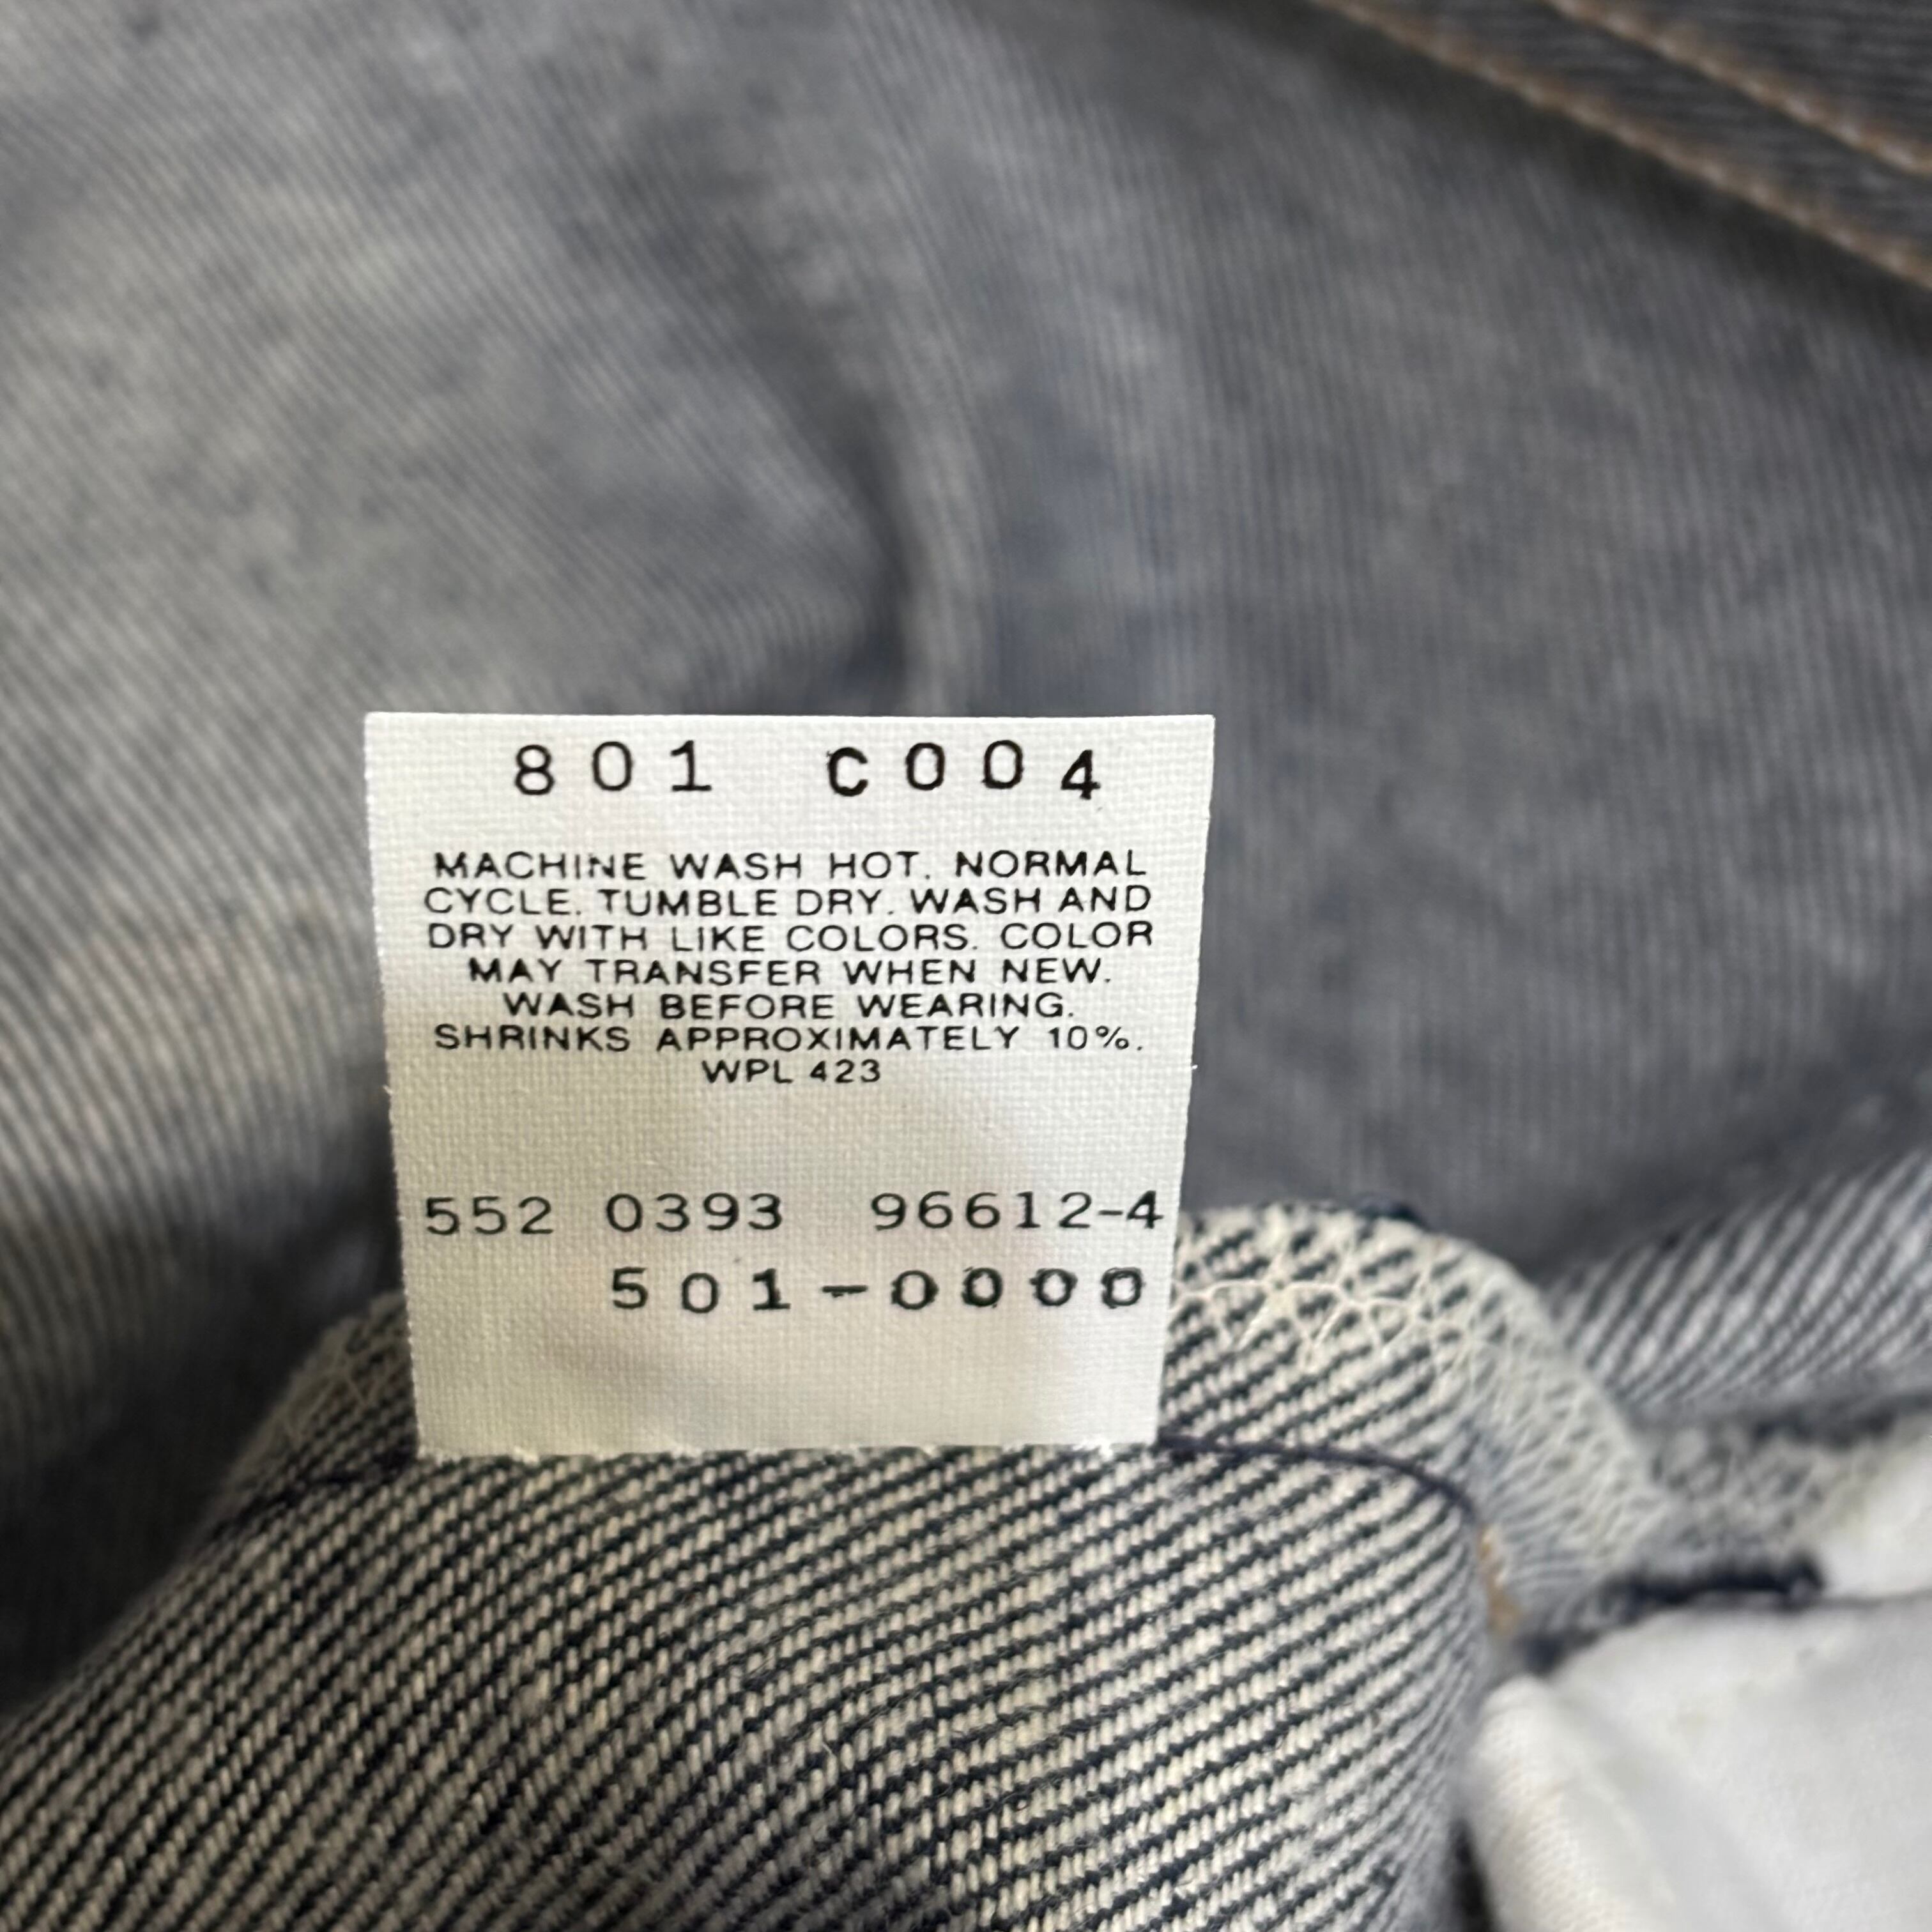 801 C004
MACHINE WASH HOT. NORMAL
CYCLE. TUMBLE DRY. WASH AND
DRY WITH LIKE COLORS. COLOR
MAY TRANSFER WHEN NEW.
WASH BEFORE WEARING.
SHRINKS APPROXIMATELY 10%.
WPL 423
552 0393 96612-4
501-0000